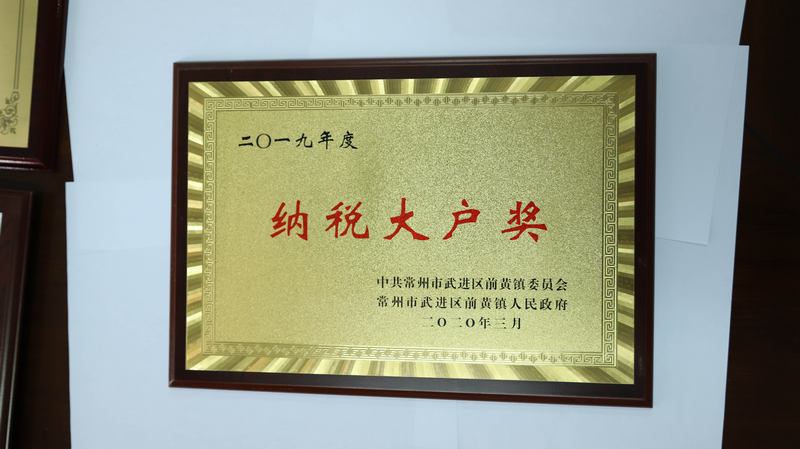 二〇一九年度
纳税大户奖
中共常州市武进区前黄镇委员会
常州市武进区前黄镇人民政府
二〇二〇年三月